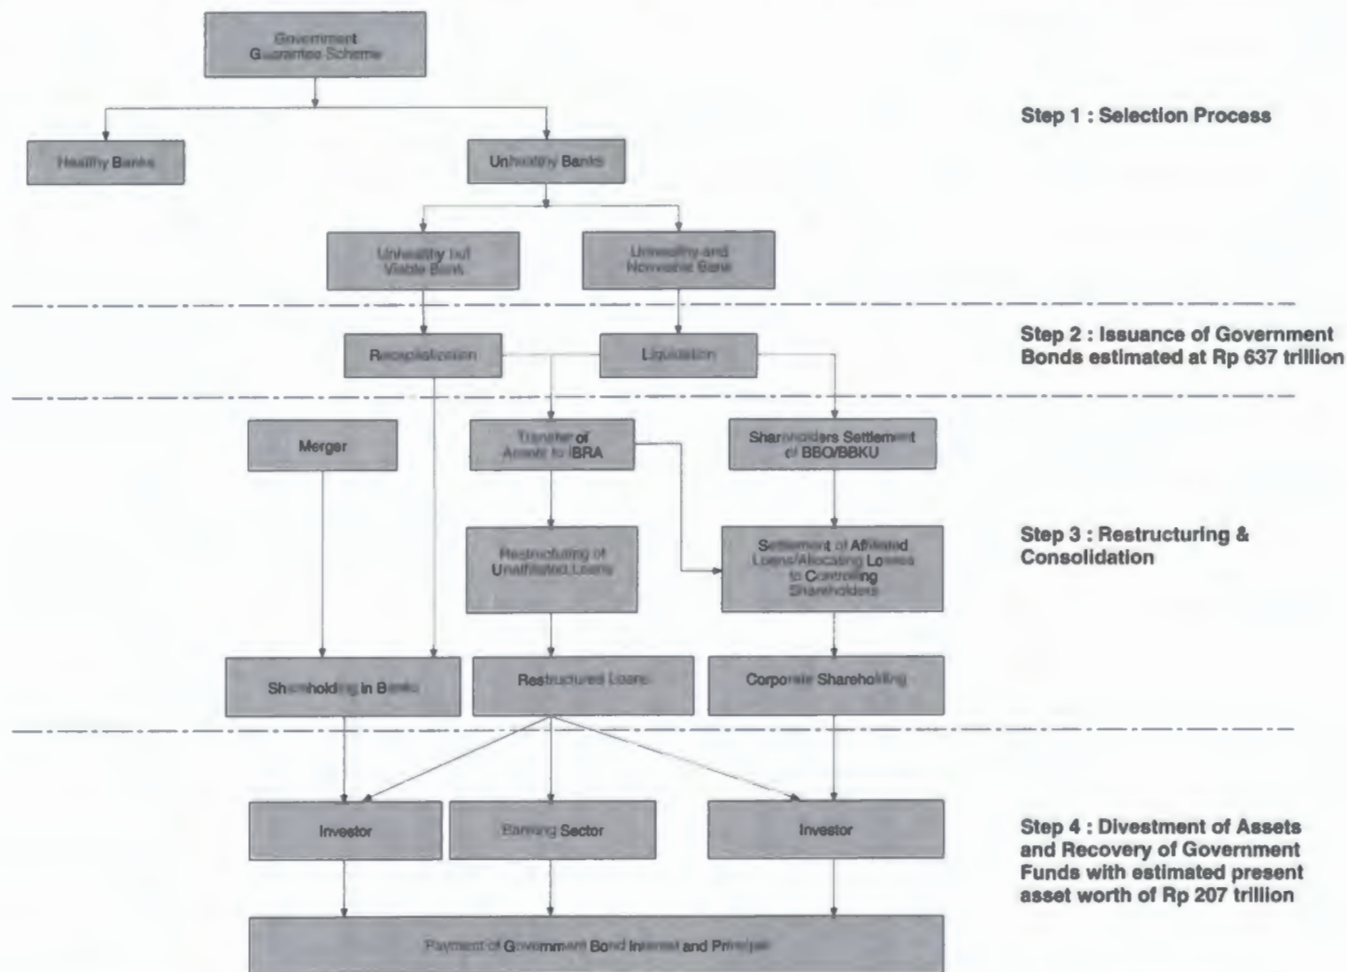 Government
Guarantee Scheme
Step 1 : Selection Process
Healthy Banks
Unhealthy Banks
Unhealthy but
Viable Bank
Unhealthy and
Nonviable Bank
Step 2 : Issuance of Government
Bonds estimated at Rp 637 trillion
Recapitalization
Liquidation
Merger
Transfer of
Assets to IBRA
Shareholders Settlement
of BBO/BBKU
Step 3 : Restructuring &
Consolidation
Restructuring of
Unaffiliated Loans
Settlement of Affiliated
Loans/Allocating Losses
to Controlling
Shareholders
Shareholding in Banks
Restructured Loans
Corporate Shareholding
Investor
Banking Sector
Investor
Step 4 : Divestment of Assets
and Recovery of Government
Funds with estimated present
asset worth of Rp 207 trillion
Payment of Government Bond Interest and Principal